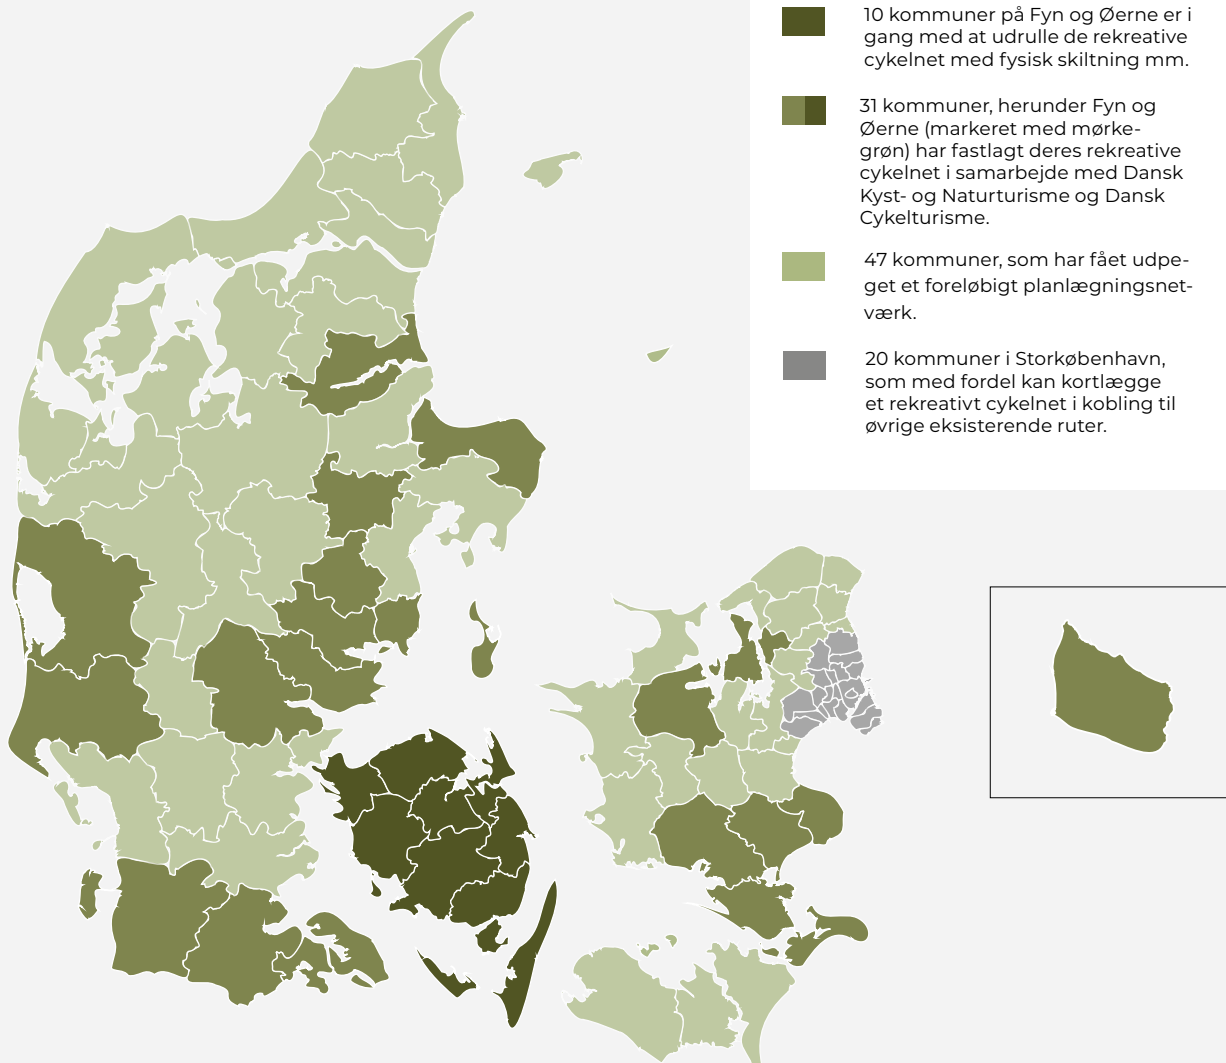 10 kommuner på Fyn og Øerne er i
gang med at udrulle de rekreative
cykelnet med fysisk skiltning mm.
31 kommuner, herunder Fyn og
Øerne (markeret med mørke-
grøn) har fastlagt deres rekreative
cykelnet i samarbejde med Dansk
Kyst- og Naturturisme og Dansk
Cykelturisme.
47 kommuner, som har fået udpe-
get et foreløbigt planlægningsnet-
værk.
20 kommuner i Storkøbenhavn,
som med fordel kan kortlægge
et rekreativt cykelnet i kobling til
øvrige eksisterende ruter.